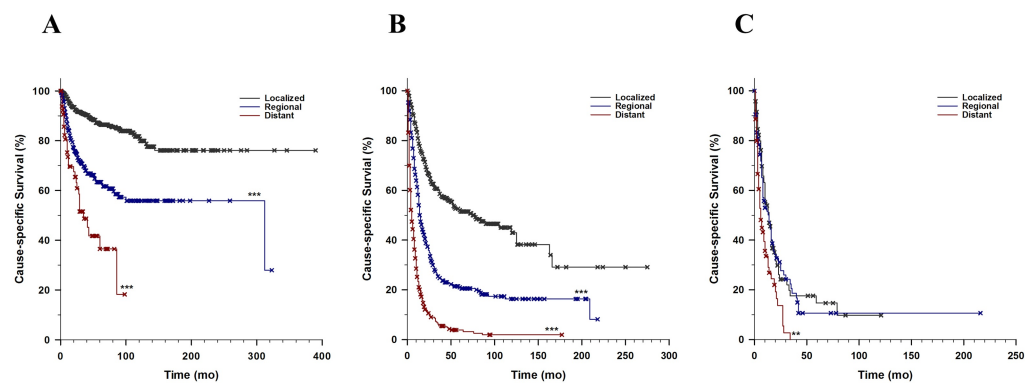 A
B
C
Cause-specific Survival (%)
100
80
60
40
20
0
Localized
Regional
Distant
***
***
0
100
200
300
400
Time (mo)
Cause-specific Survival (%)
100
80
60
40
20
0
Localized
Regional
Distant
***
***
0
50
100
150
200
250
300
Time (mo)
Cause-specific Survival (%)
100
80
60
40
20
0
Localized
Regional
Distant
**
0
50
100
150
200
250
Time (mo)